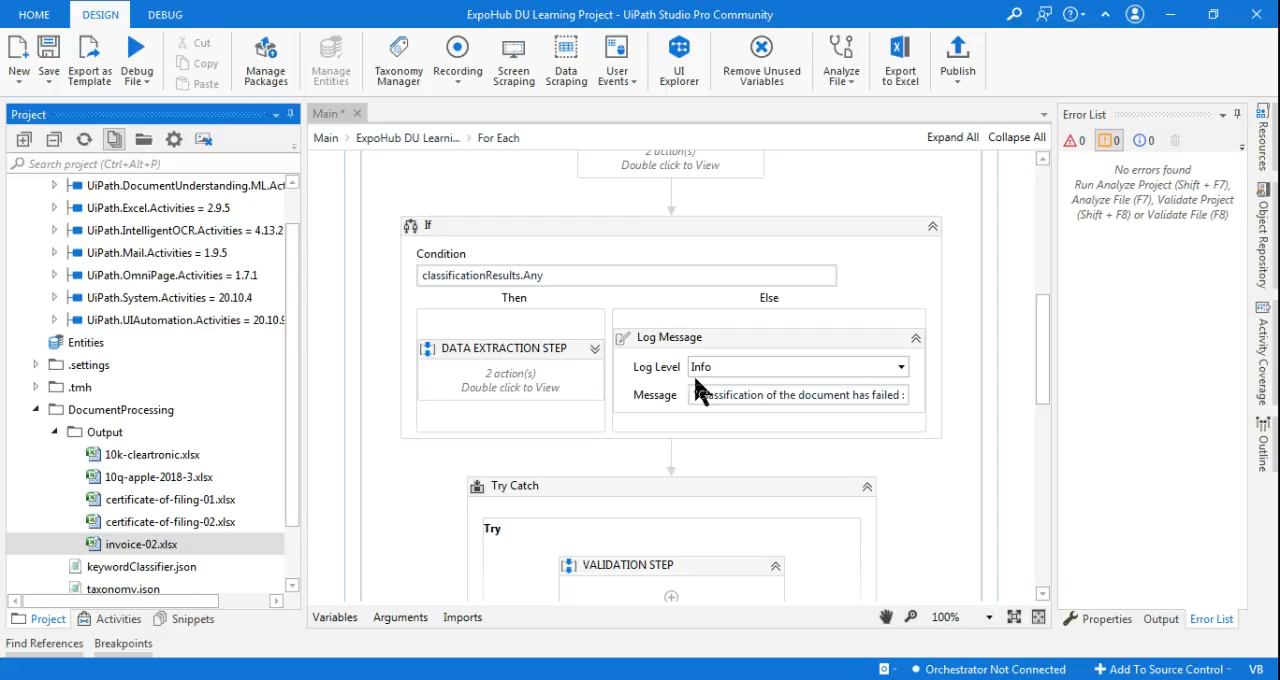 HOME DESIGN DEBUG ExpoHub DU Learning Project - UiPath Studio Pro Community
New Save Export as Template Debug File Cut Copy Paste Manage Packages Manage Entities Taxonomy Manager Recording Screen Scraping Data Scraping User Events UI Explorer Remove Unused Variables Analyze File Export to Excel Publish
Project
Search project (Ctrl+Alt+P)
UiPath.DocumentUnderstanding.ML.Act
UiPath.Excel.Activities = 2.9.5
UiPath.IntelligentOCR.Activities = 4.13.2
UiPath.Mail.Activities = 1.9.5
UiPath.OmniPage.Activities = 1.7.1
UiPath.System.Activities = 20.10.4
UiPath.UIAutomation.Activities = 20.10.9
Entities
.settings
.tmh
DocumentProcessing
Output
10k-cleartronic.xlsx
10q-apple-2018-3.xlsx
certificate-of-filing-01.xlsx
certificate-of-filing-02.xlsx
invoice-02.xlsx
keywordClassifier.json
taxonomy.json
Project Activities Snippets
Find References Breakpoints
Main *
Main ExpoHub DU Learni... For Each Expand All Collapse All
2 action(s)
Double click to View
If
Condition
classificationResults.Any
Then Else
DATA EXTRACTION STEP
2 action(s)
Double click to View
Log Message
Log Level Info
Message classification of the document has failed :
Try Catch
Try
VALIDATION STEP
Variables Arguments Imports 100%
Error List
0 0 0
No errors found
Run Analyze Project (Shift + F7),
Analyze File (F7), Validate Project
(Shift + F8) or Validate File (F8)
Properties Output Error List
Resources
Object Repository
Activity Coverage
Outline
Orchestrator Not Connected Add To Source Control VB